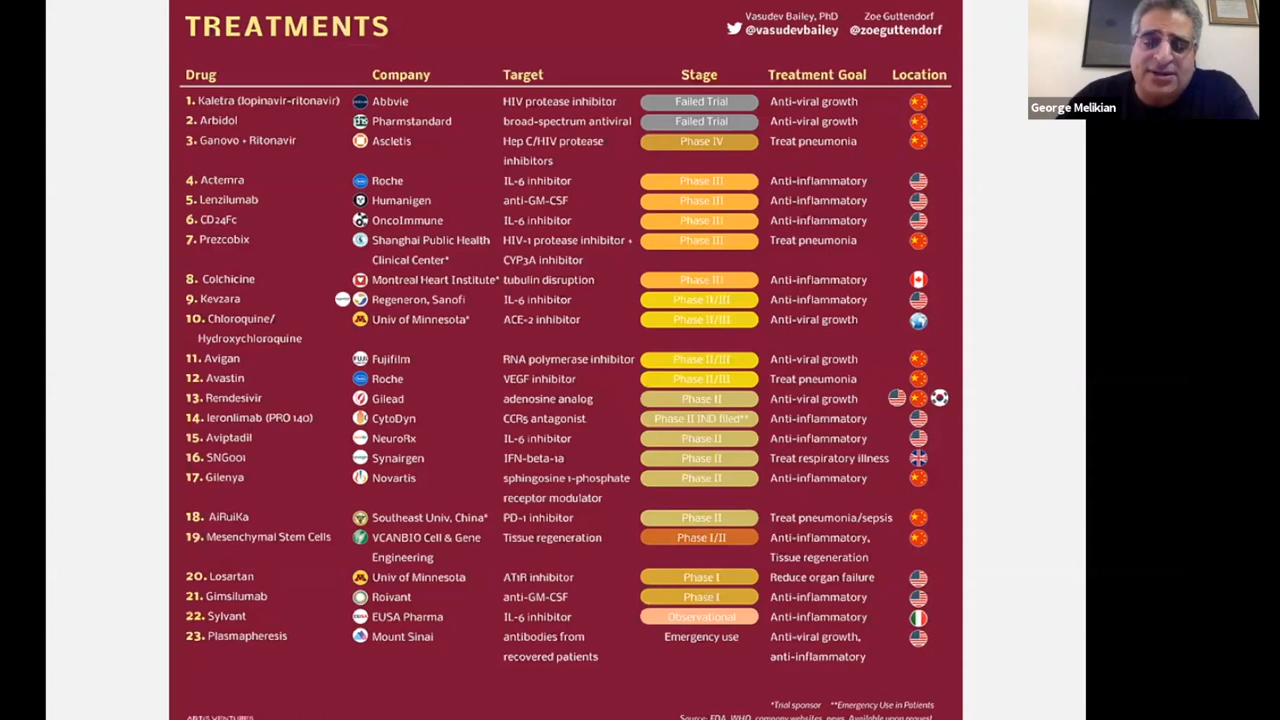 TREATMENTS
Vasudev Bailey, PhD Zoe Guttendorf
@vasudevbailey @zoeguttendorf
Drug Company Target Stage Treatment Goal Location
1. Kaletra (lopinavir-ritonavir) Abbvie HIV protease inhibitor Failed Trial Anti-viral growth
2. Arbidol Pharmstandard broad-spectrum antiviral Failed Trial Anti-viral growth
3. Ganovo + Ritonavir Ascletis Hep C/HIV protease Phase IV Treat pneumonia
inhibitors
4. Actemra Roche IL-6 inhibitor Phase III Anti-inflammatory
5. Lenzilumab Humanigen anti-GM-CSF Phase III Anti-inflammatory
6. CD24Fc OncoImmune IL-6 inhibitor Phase III Anti-inflammatory
7. Prezcobix Shanghai Public Health HIV-1 protease inhibitor + Phase III Treat pneumonia
Clinical Center* CYP3A inhibitor
8. Colchicine Montreal Heart Institute* tubulin disruption Phase III Anti-inflammatory
9. Kevzara Regeneron, Sanofi IL-6 inhibitor Phase II/III Anti-inflammatory
10. Chloroquine/ Univ of Minnesota* ACE-2 inhibitor Phase II/III Anti-viral growth
Hydroxychloroquine
11. Avigan FUJI Fujifilm RNA polymerase inhibitor Phase II/III Anti-viral growth
12. Avastin Roche VEGF inhibitor Phase II/III Treat pneumonia
13. Remdesivir Gilead adenosine analog Phase II Anti-viral growth
14. leronlimab (PRO 140) CytoDyn CCR5 antagonist Phase II IND filed** Anti-inflammatory
15. Aviptadil NeuroRx IL-6 inhibitor Phase II Anti-inflammatory
16. SNG001 Synairgen IFN-beta-1a Phase II Treat respiratory illness
17. Gilenya Novartis sphingosine 1-phosphate Phase II Anti-inflammatory
receptor modulator
18. AiRuiKa Southeast Univ, China* PD-1 inhibitor Phase II Treat pneumonia/sepsis
19. Mesenchymal Stem Cells VCANBIO Cell & Gene Tissue regeneration Phase I/II Anti-inflammatory,
Engineering Tissue regeneration
20. Losartan Univ of Minnesota AT1R inhibitor Phase I Reduce organ failure
21. Gimsilumab Roivant anti-GM-CSF Phase I Anti-inflammatory
22. Sylvant EUSA Pharma IL-6 inhibitor Observational Anti-inflammatory
23. Plasmapheresis Mount Sinai antibodies from Emergency use Anti-viral growth,
recovered patients anti-inflammatory
*Trial sponsor **Emergency Use in Patients
ARTIS VENTURES Source: FDA, WHO, company websites, news. Available upon request
George Melikian